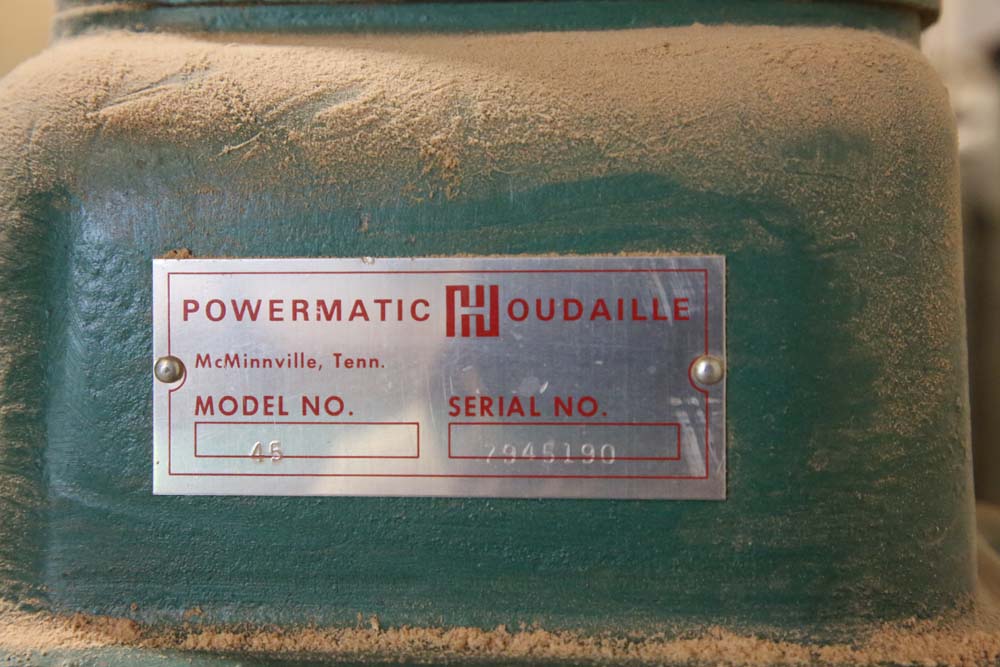 POWERMATIC HOUDAILLE
McMinnville, Tenn.
MODEL NO. SERIAL NO.
45 7945190